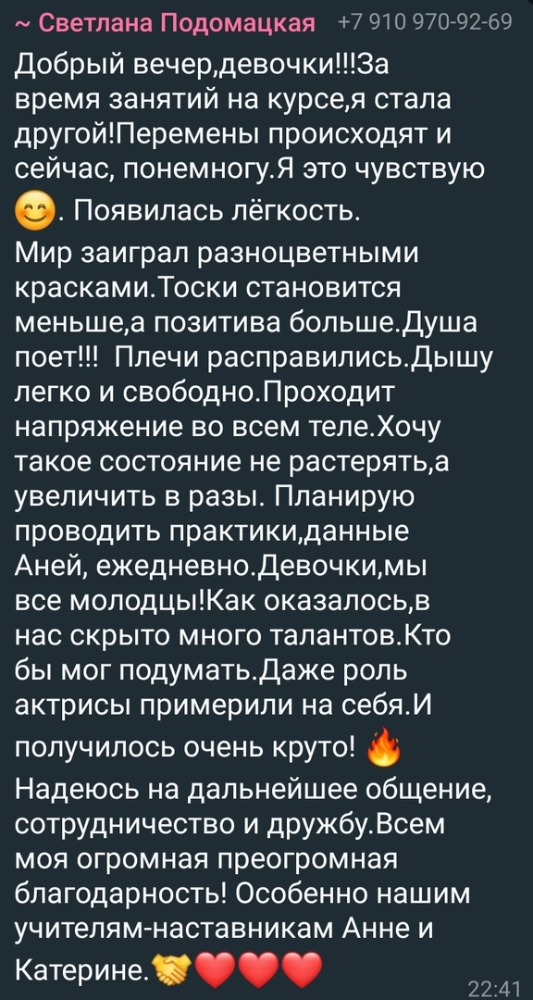 ~ Светлана Подомацкая +7 910 970-92-69
Добрый вечер,девочки!!!За
время занятий на курсе,я стала
другой!Перемены происходят и
сейчас, понемногу.Я это чувствую
😊. Появилась лёгкость.
Мир заиграл разноцветными
красками.Тоски становится
меньше,а позитива больше.Душа
поет!!!  Плечи расправились.Дышу
легко и свободно.Проходит
напряжение во всем теле.Хочу
такое состояние не растерять,а
увеличить в разы. Планирую
проводить практики,данные
Аней, ежедневно.Девочки,мы
все молодцы!Как оказалось,в
нас скрыто много талантов.Кто
бы мог подумать.Даже роль
актрисы примерили на себя.И
получилось очень круто! 🔥
Надеюсь на дальнейшее общение,
сотрудничество и дружбу.Всем
моя огромная преогромная
благодарность! Особенно нашим
учителям-наставникам Анне и
Катерине.🤝❤️❤️❤️
22:41